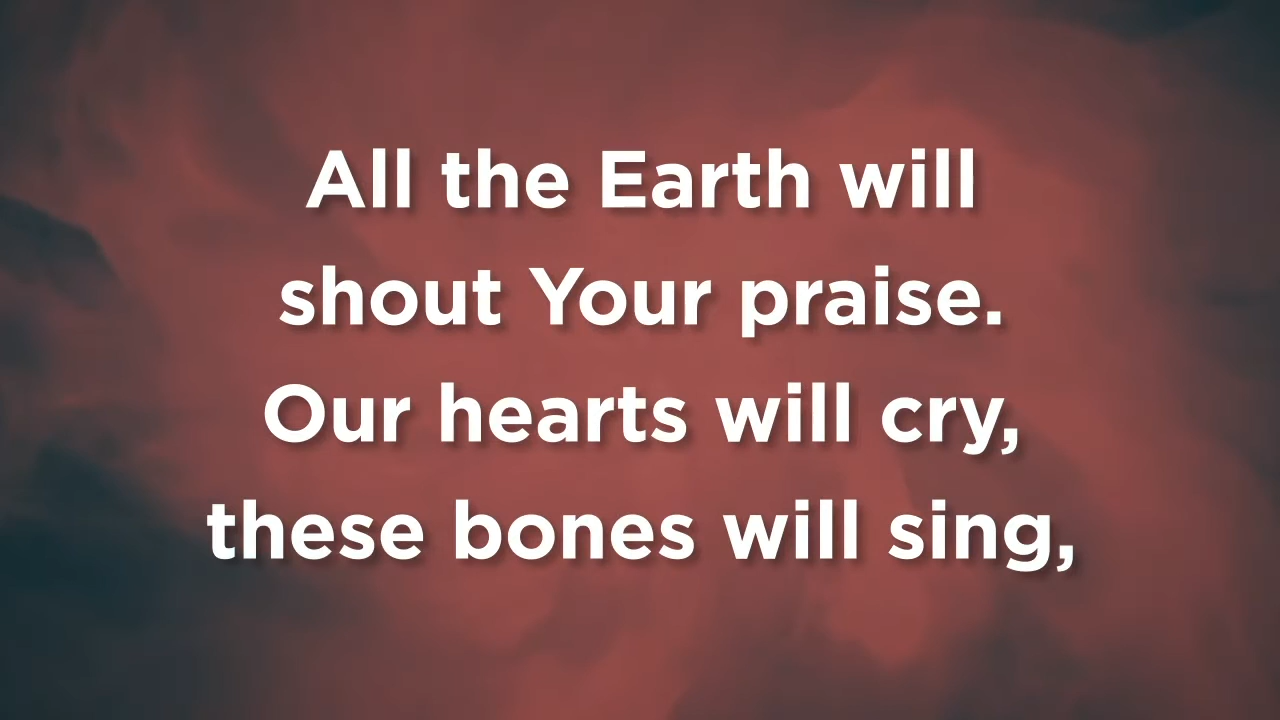 All the Earth will
shout Your praise.
Our hearts will cry,
these bones will sing,